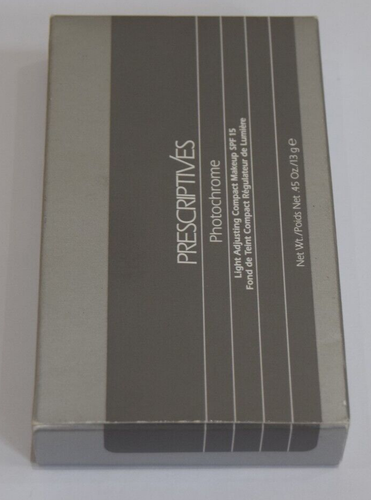 PRESCRIPTIVES
Photochrome
Light Adjusting Compact Makeup SPF 15
Fond de Teint Compact Régulateur de Lumière
Net Wt./Poids Net .45 Oz./13 g ℮